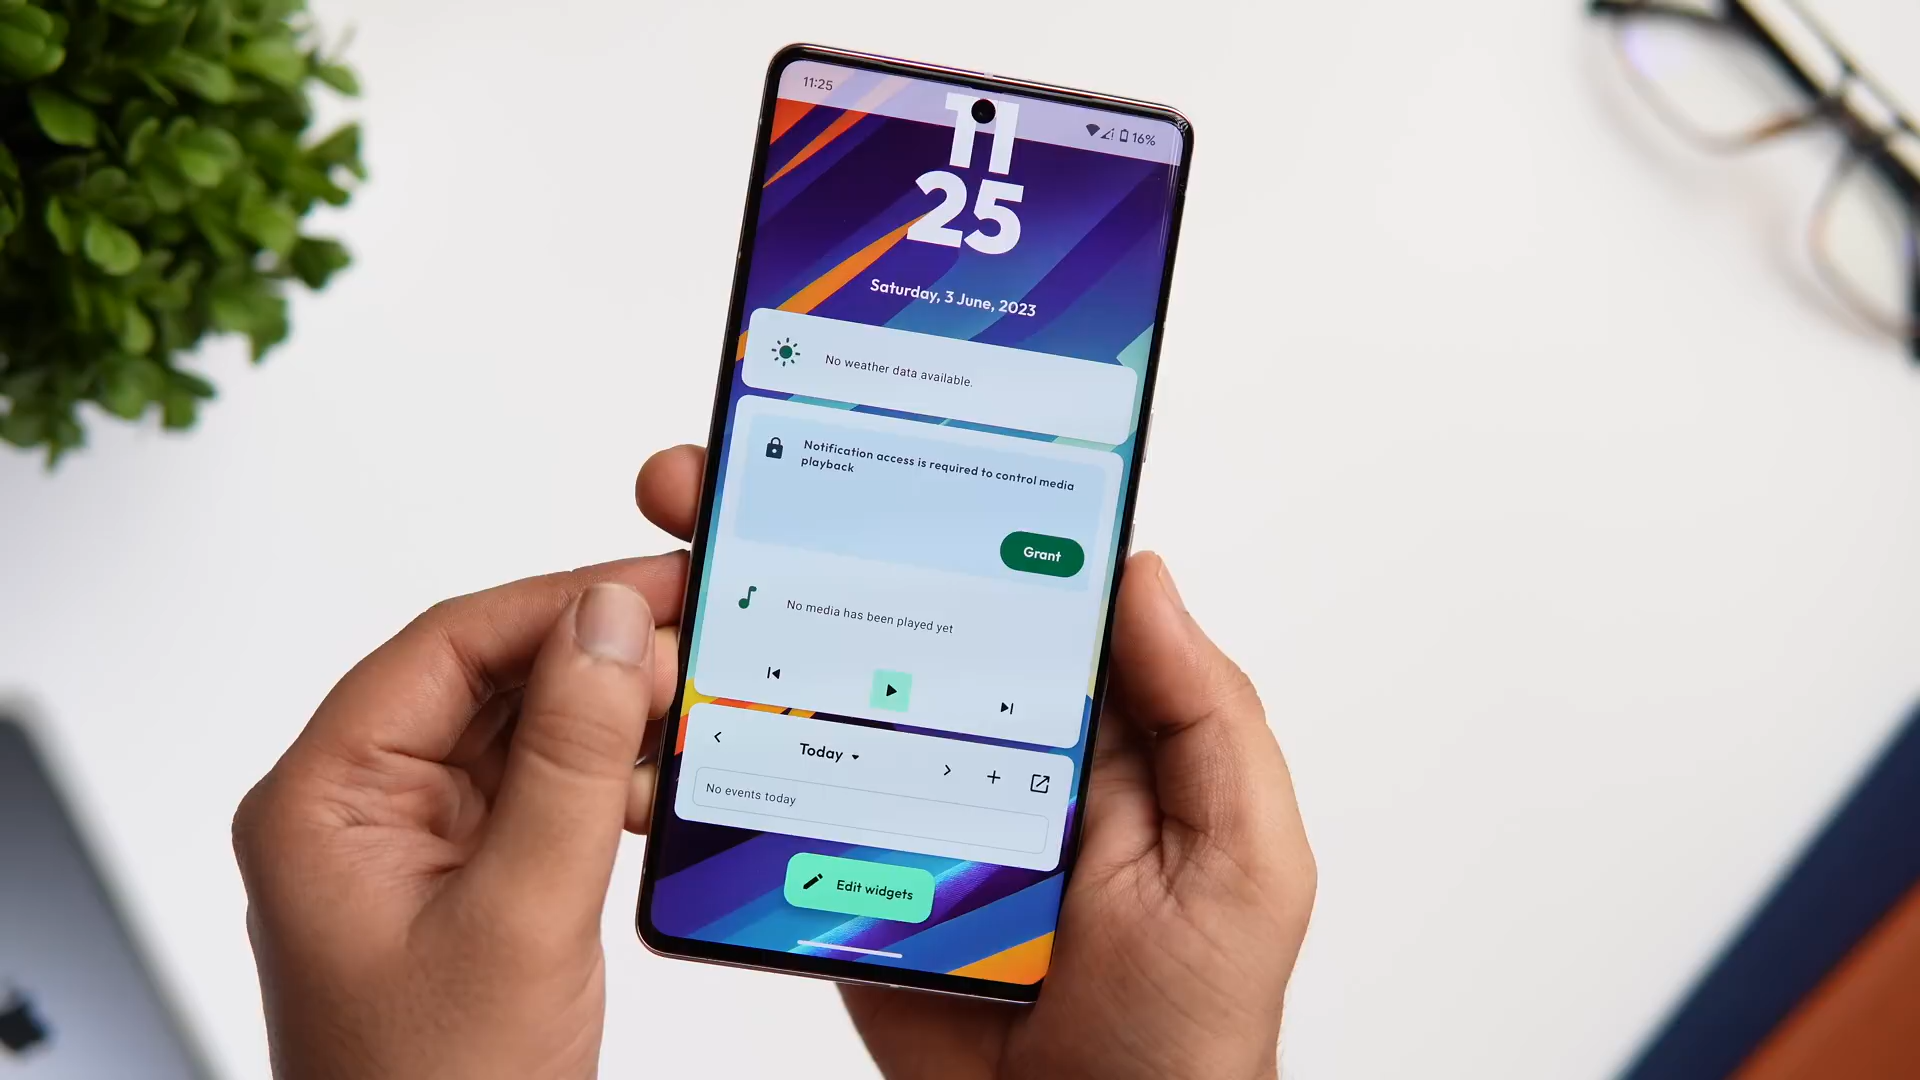 11:25
16%
11
25
Saturday, 3 June, 2023
No weather data available.
Notification access is required to control media
playback
Grant
No media has been played yet
Today
No events today
Edit widgets